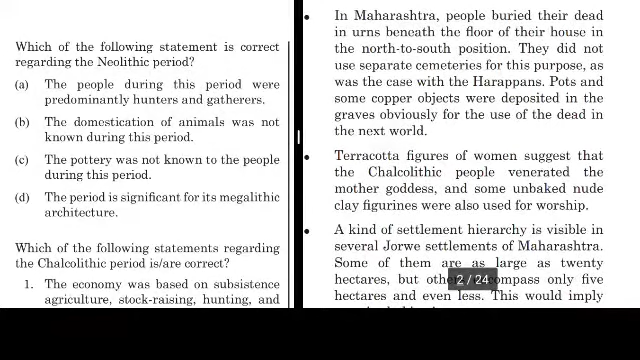 Which of the following statement is correct
regarding the Neolithic period?
(a) The people during this period were
predominantly hunters and gatherers.
(b) The domestication of animals was not
known during this period.
(c) The pottery was not known to the people
during this period.
(d) The period is significant for its megalithic
architecture.
Which of the following statements regarding
the Chalcolithic period is/are correct?
1. The economy was based on subsistence
agriculture, stock-raising, hunting, and
• In Maharashtra, people buried their dead
in urns beneath the floor of their house in
the north-to-south position. They did not
use separate cemeteries for this purpose, as
was the case with the Harappans. Pots and
some copper objects were deposited in the
graves obviously for the use of the dead in
the next world.
• Terracotta figures of women suggest that
the Chalcolithic people venerated the
mother goddess, and some unbaked nude
clay figurines were also used for worship.
• A kind of settlement hierarchy is visible in
several Jorwe settlements of Maharashtra.
Some of them are as large as twenty
hectares, but compass only five
hectares and even less. This would imply
2 / 24